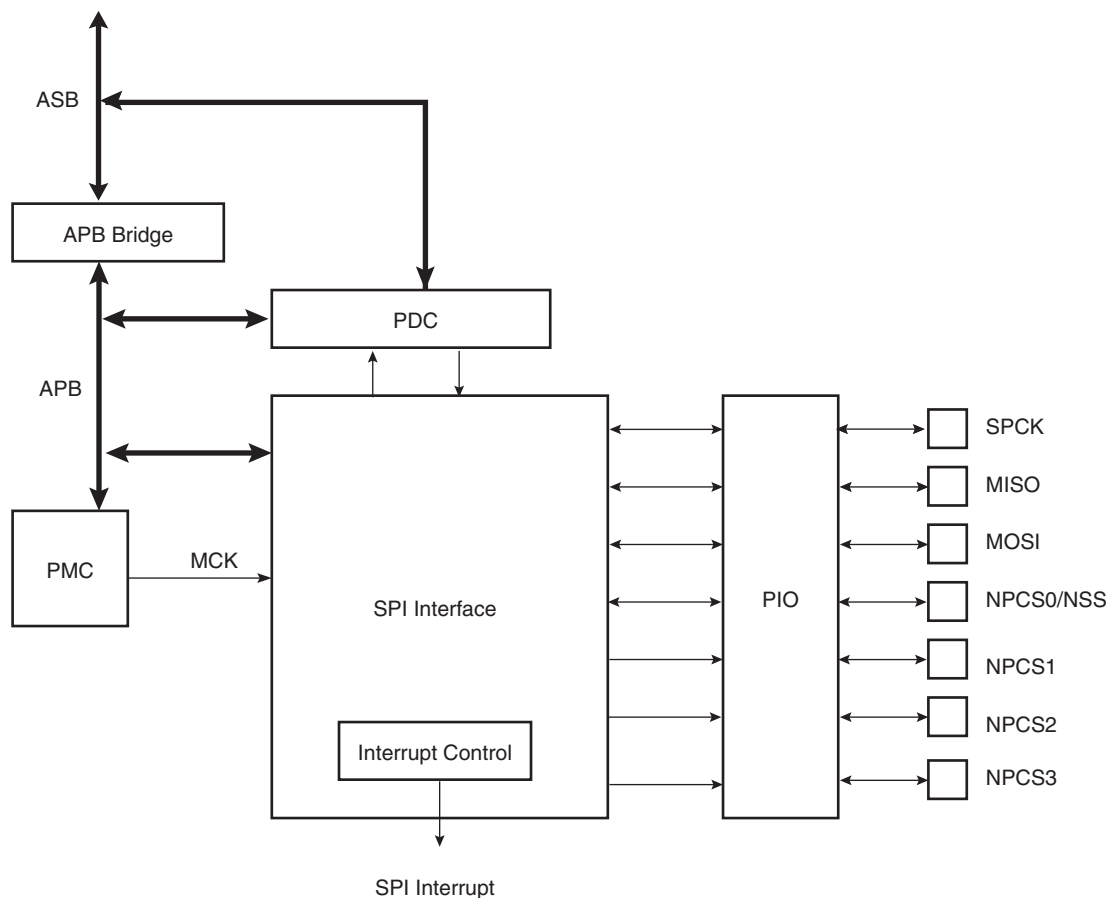 ASB
APB Bridge
PDC
APB
SPCK
MISO
MOSI
PMC
MCK
SPI Interface
PIO
NPCS0/NSS
NPCS1
NPCS2
Interrupt Control
NPCS3
SPI Interrupt